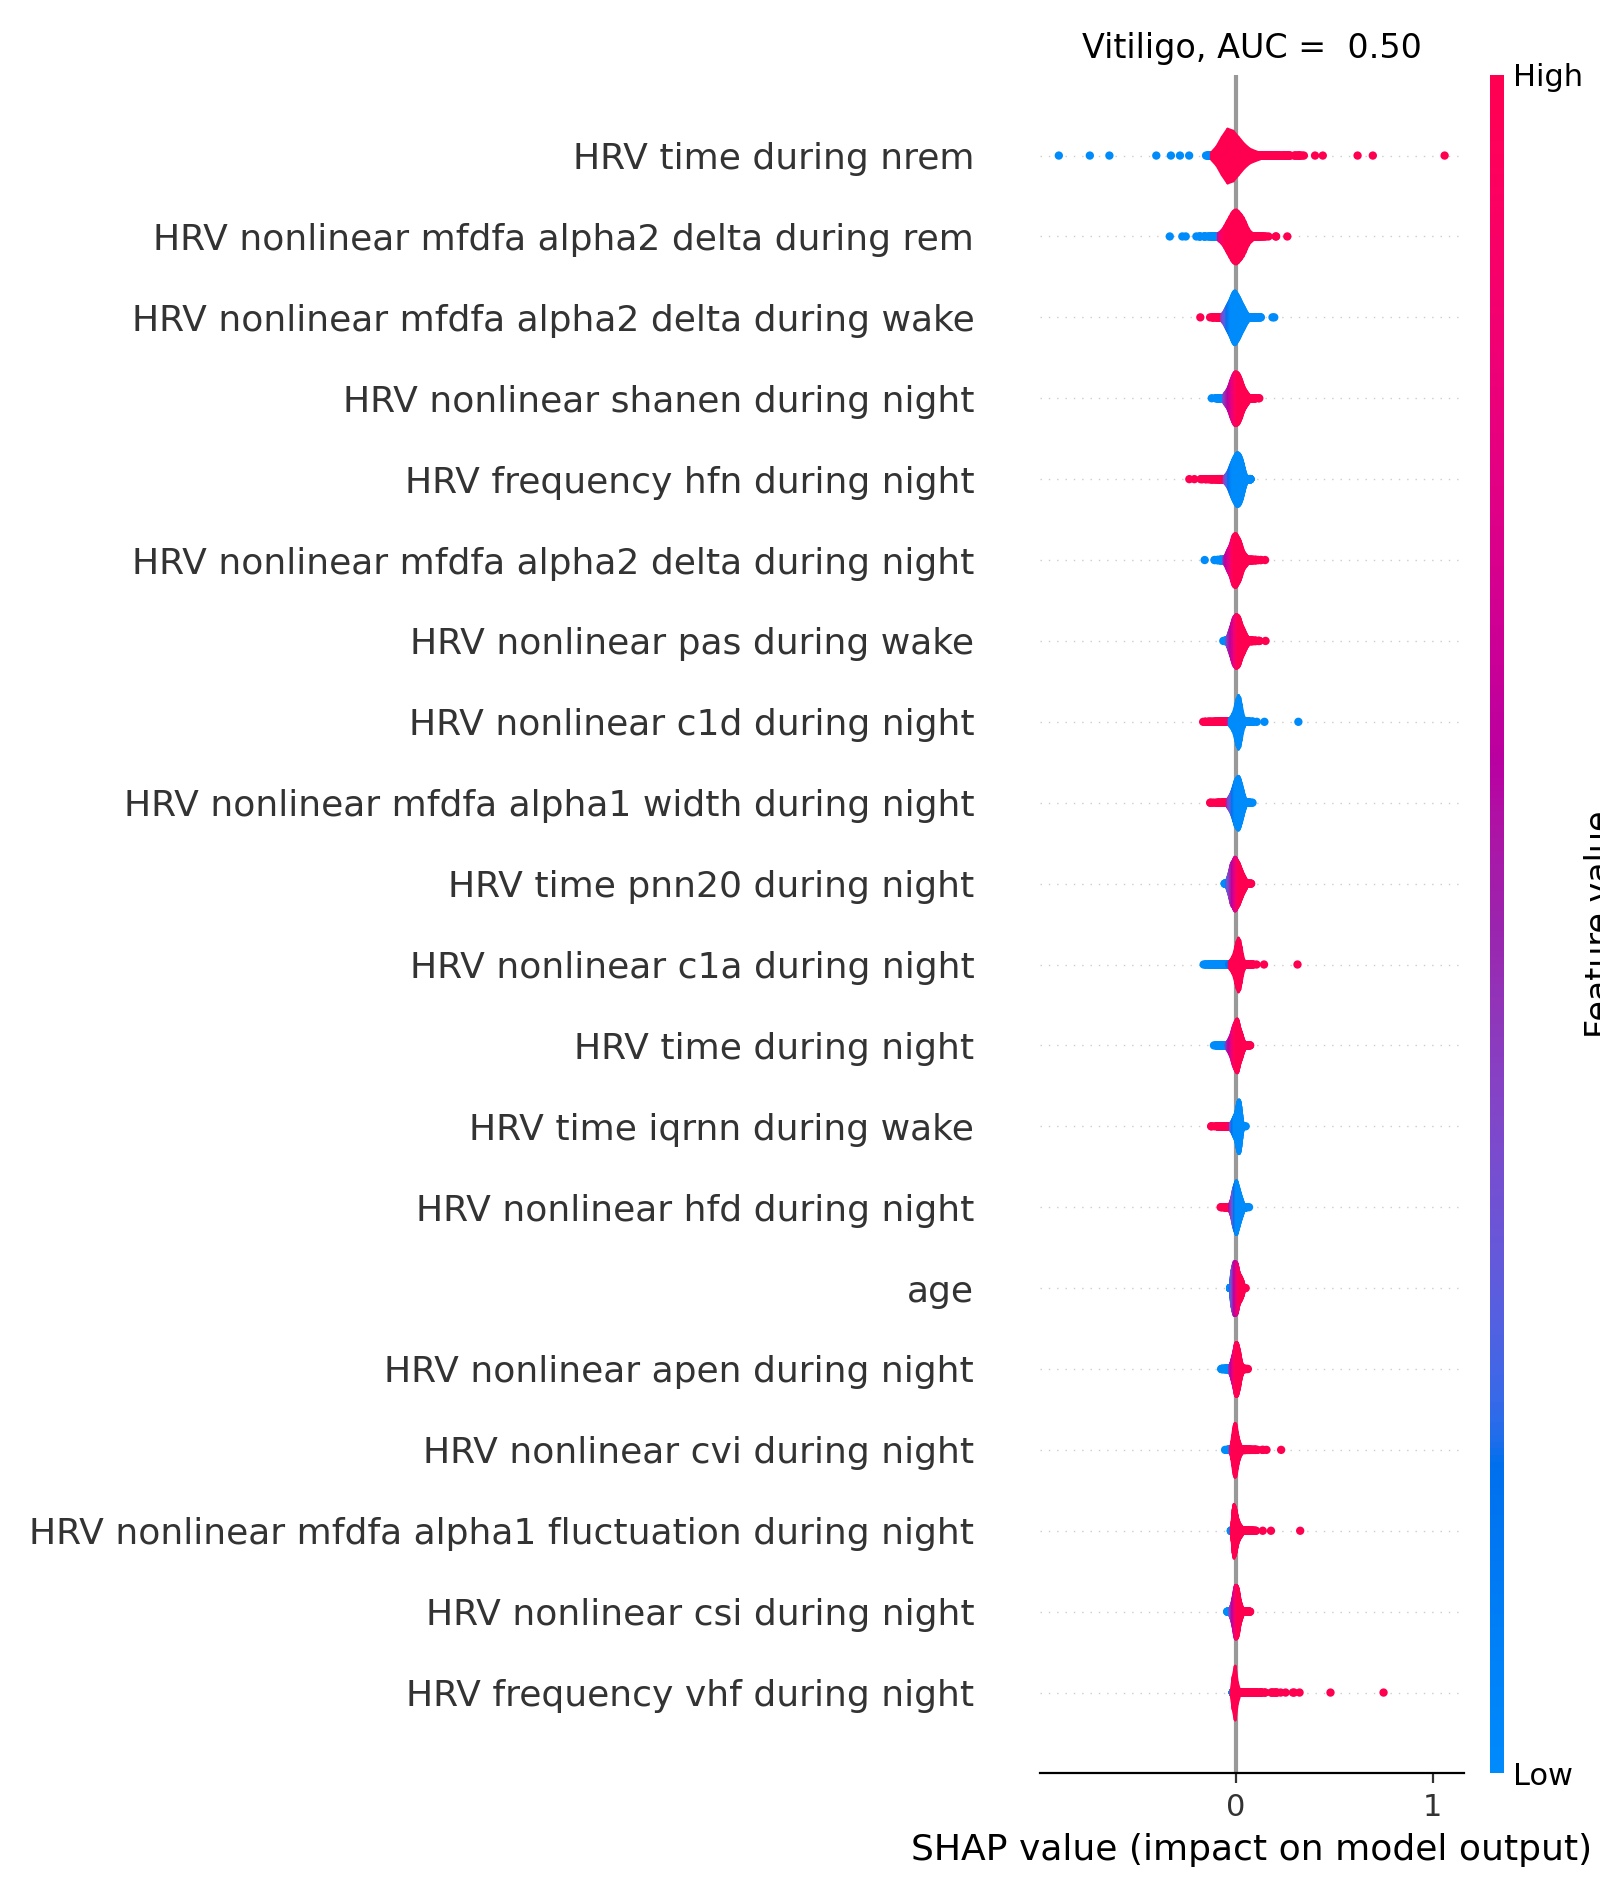 Vitiligo, AUC =  0.50
High
HRV time during nrem
HRV nonlinear mfdfa alpha2 delta during rem
HRV nonlinear mfdfa alpha2 delta during wake
HRV nonlinear shanen during night
HRV frequency hfn during night
HRV nonlinear mfdfa alpha2 delta during night
HRV nonlinear pas during wake
HRV nonlinear c1d during night
HRV nonlinear mfdfa alpha1 width during night
HRV time pnn20 during night
HRV nonlinear c1a during night
HRV time during night
HRV time iqrnn during wake
HRV nonlinear hfd during night
age
HRV nonlinear apen during night
HRV nonlinear cvi during night
HRV nonlinear mfdfa alpha1 fluctuation during night
HRV nonlinear csi during night
HRV frequency vhf during night
Feature value
Low
0 1
SHAP value (impact on model output)